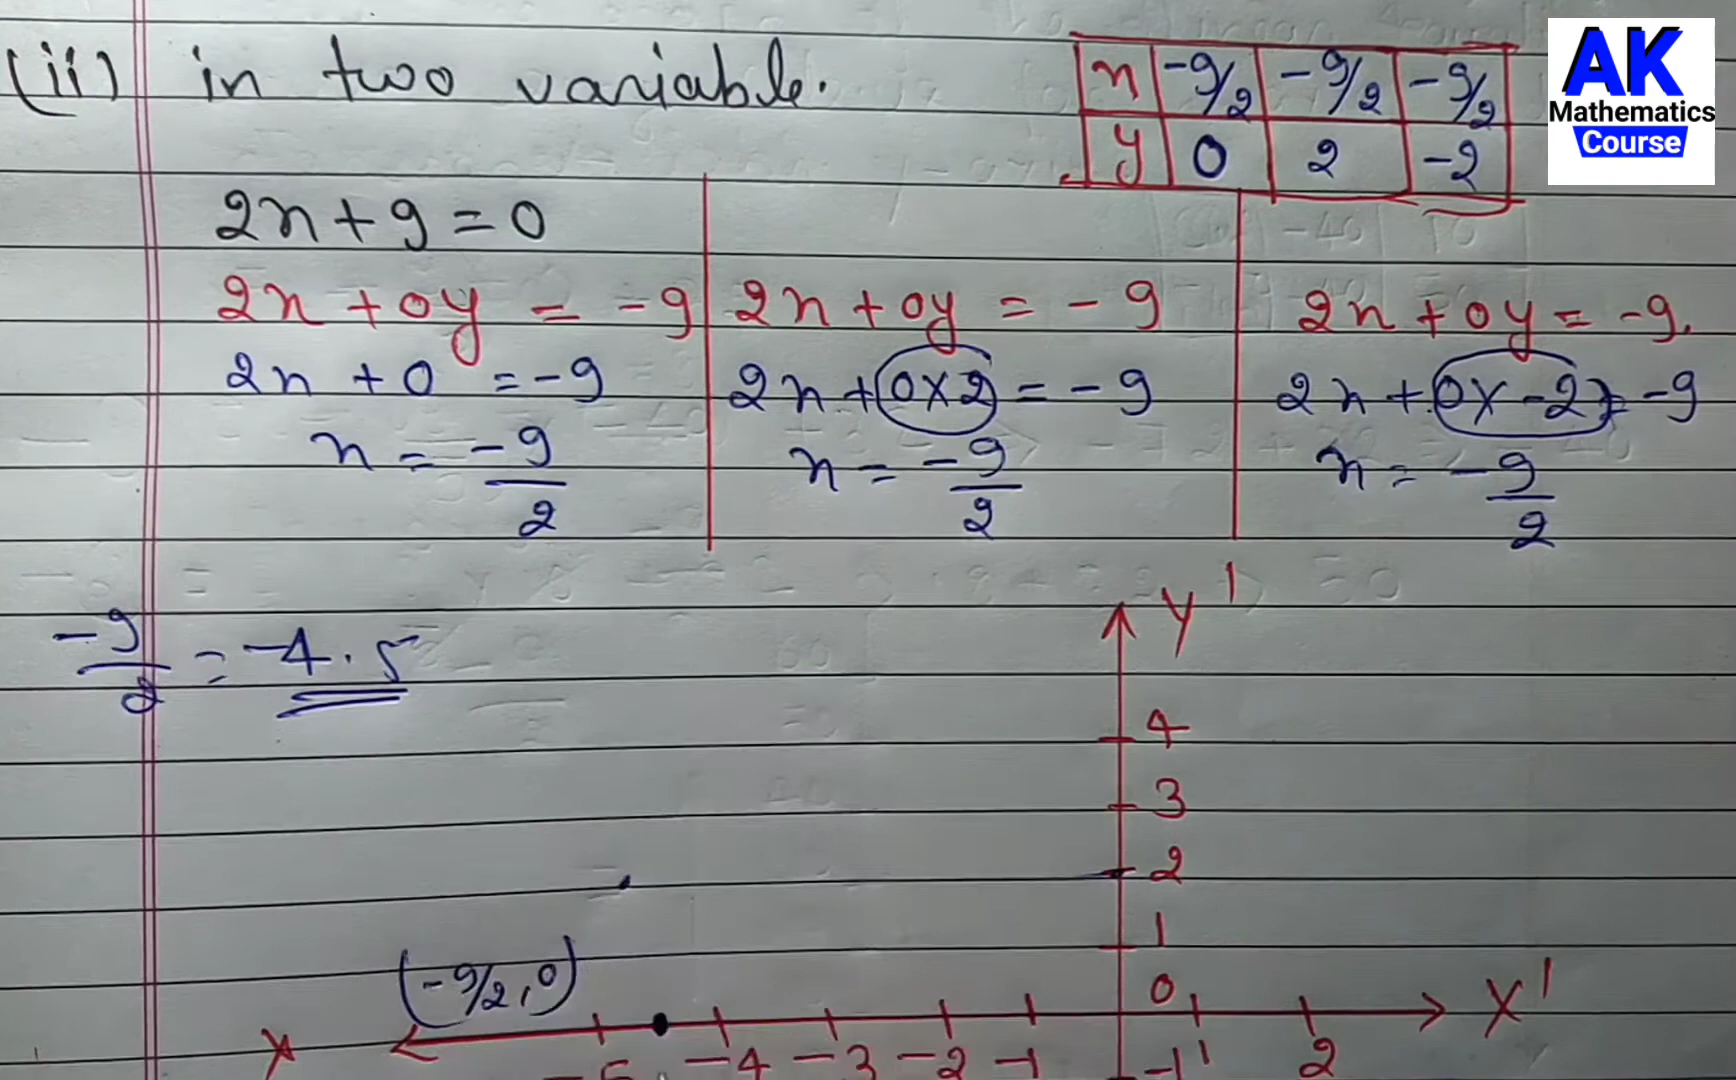 (ii) in two variable.
x -9/2 -9/2 -9/2
y 0 2 -2
AK
Mathematics
Course
2x + 9 = 0
2x + 0y = -9
2x + 0 = -9
x = -9/2
2x + 0y = -9
2x + 0×2 = -9
x = -9/2
2x + 0y = -9.
2x + 0×-2 = -9
x = -9/2
-9/2 = -4.5
Y'
4
3
2
1
(-9/2, 0)
0
X X'
-5 -4 -3 -2 -1 -1 1 2